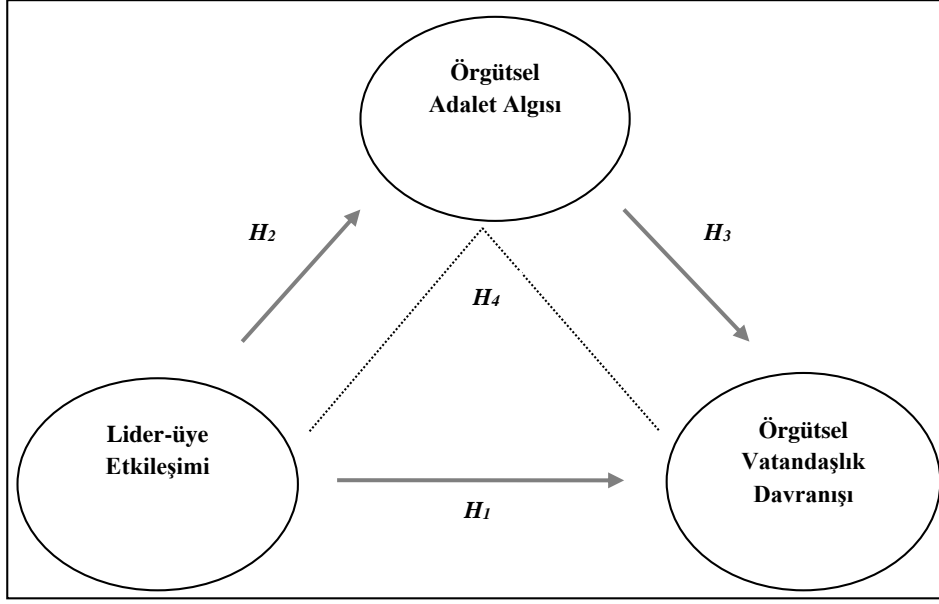 Örgütsel
Adalet Algısı
H2
H3
H4
Lider-üye
Etkileşimi
Örgütsel
Vatandaşlık
Davranışı
H1